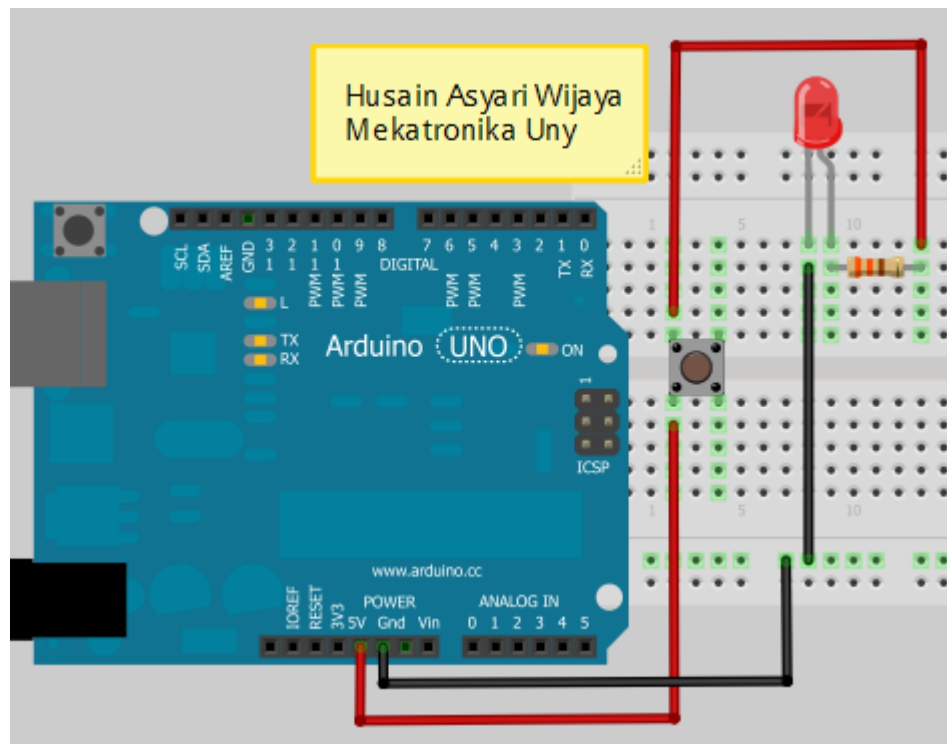 Husain Asyari Wijaya
Mekatronika Uny
1 5 10
SCL SDA AREF GND 13 12 11 10 9 8 7 6 5 4 3 2 1 0
PWM PWM PWM PWM PWM PWM TX RX
DIGITAL
L
TX
RX
Arduino UNO ON
1
ICSP
1 5 10
www.arduino.cc
IOREF RESET 3V3 5V Gnd Vin
POWER
ANALOG IN
0 1 2 3 4 5